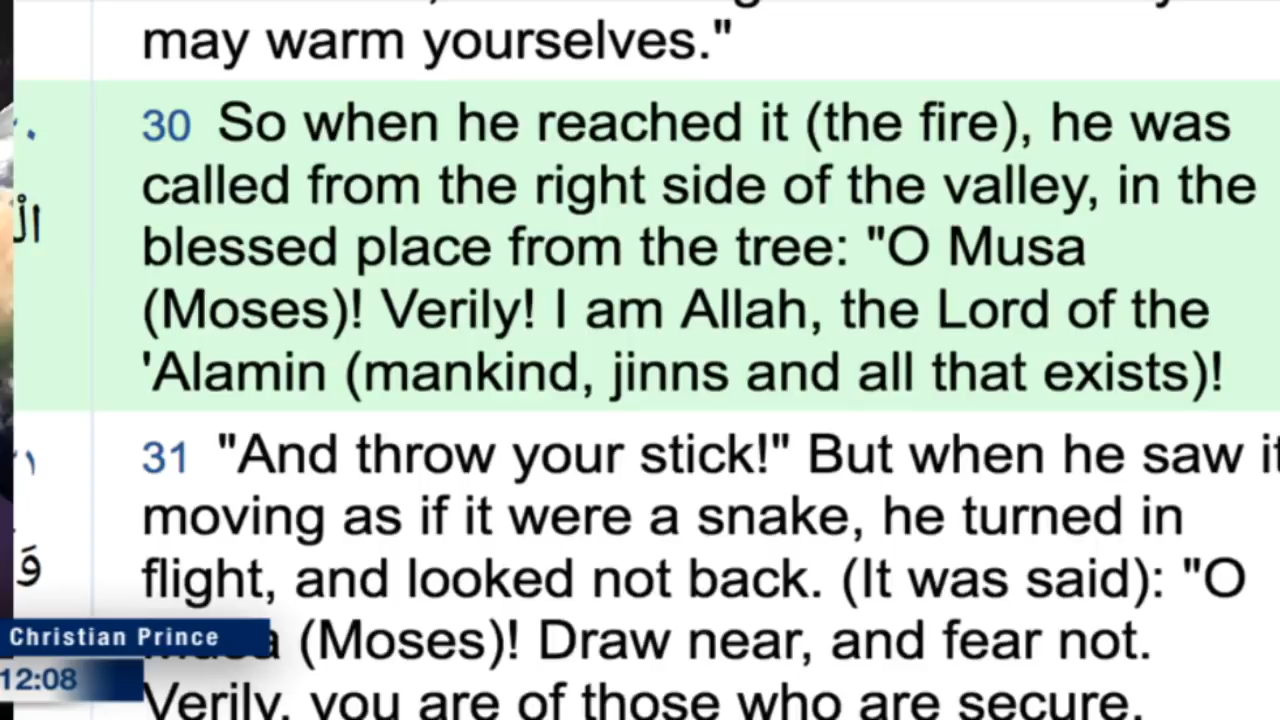 may warm yourselves."
30 So when he reached it (the fire), he was
called from the right side of the valley, in the
blessed place from the tree: "O Musa
(Moses)! Verily! I am Allah, the Lord of the
'Alamin (mankind, jinns and all that exists)!
31 "And throw your stick!" But when he saw it
moving as if it were a snake, he turned in
flight, and looked not back. (It was said): "O
(Moses)! Draw near, and fear not.
Verily, you are of those who are secure.
Christian Prince
12:08